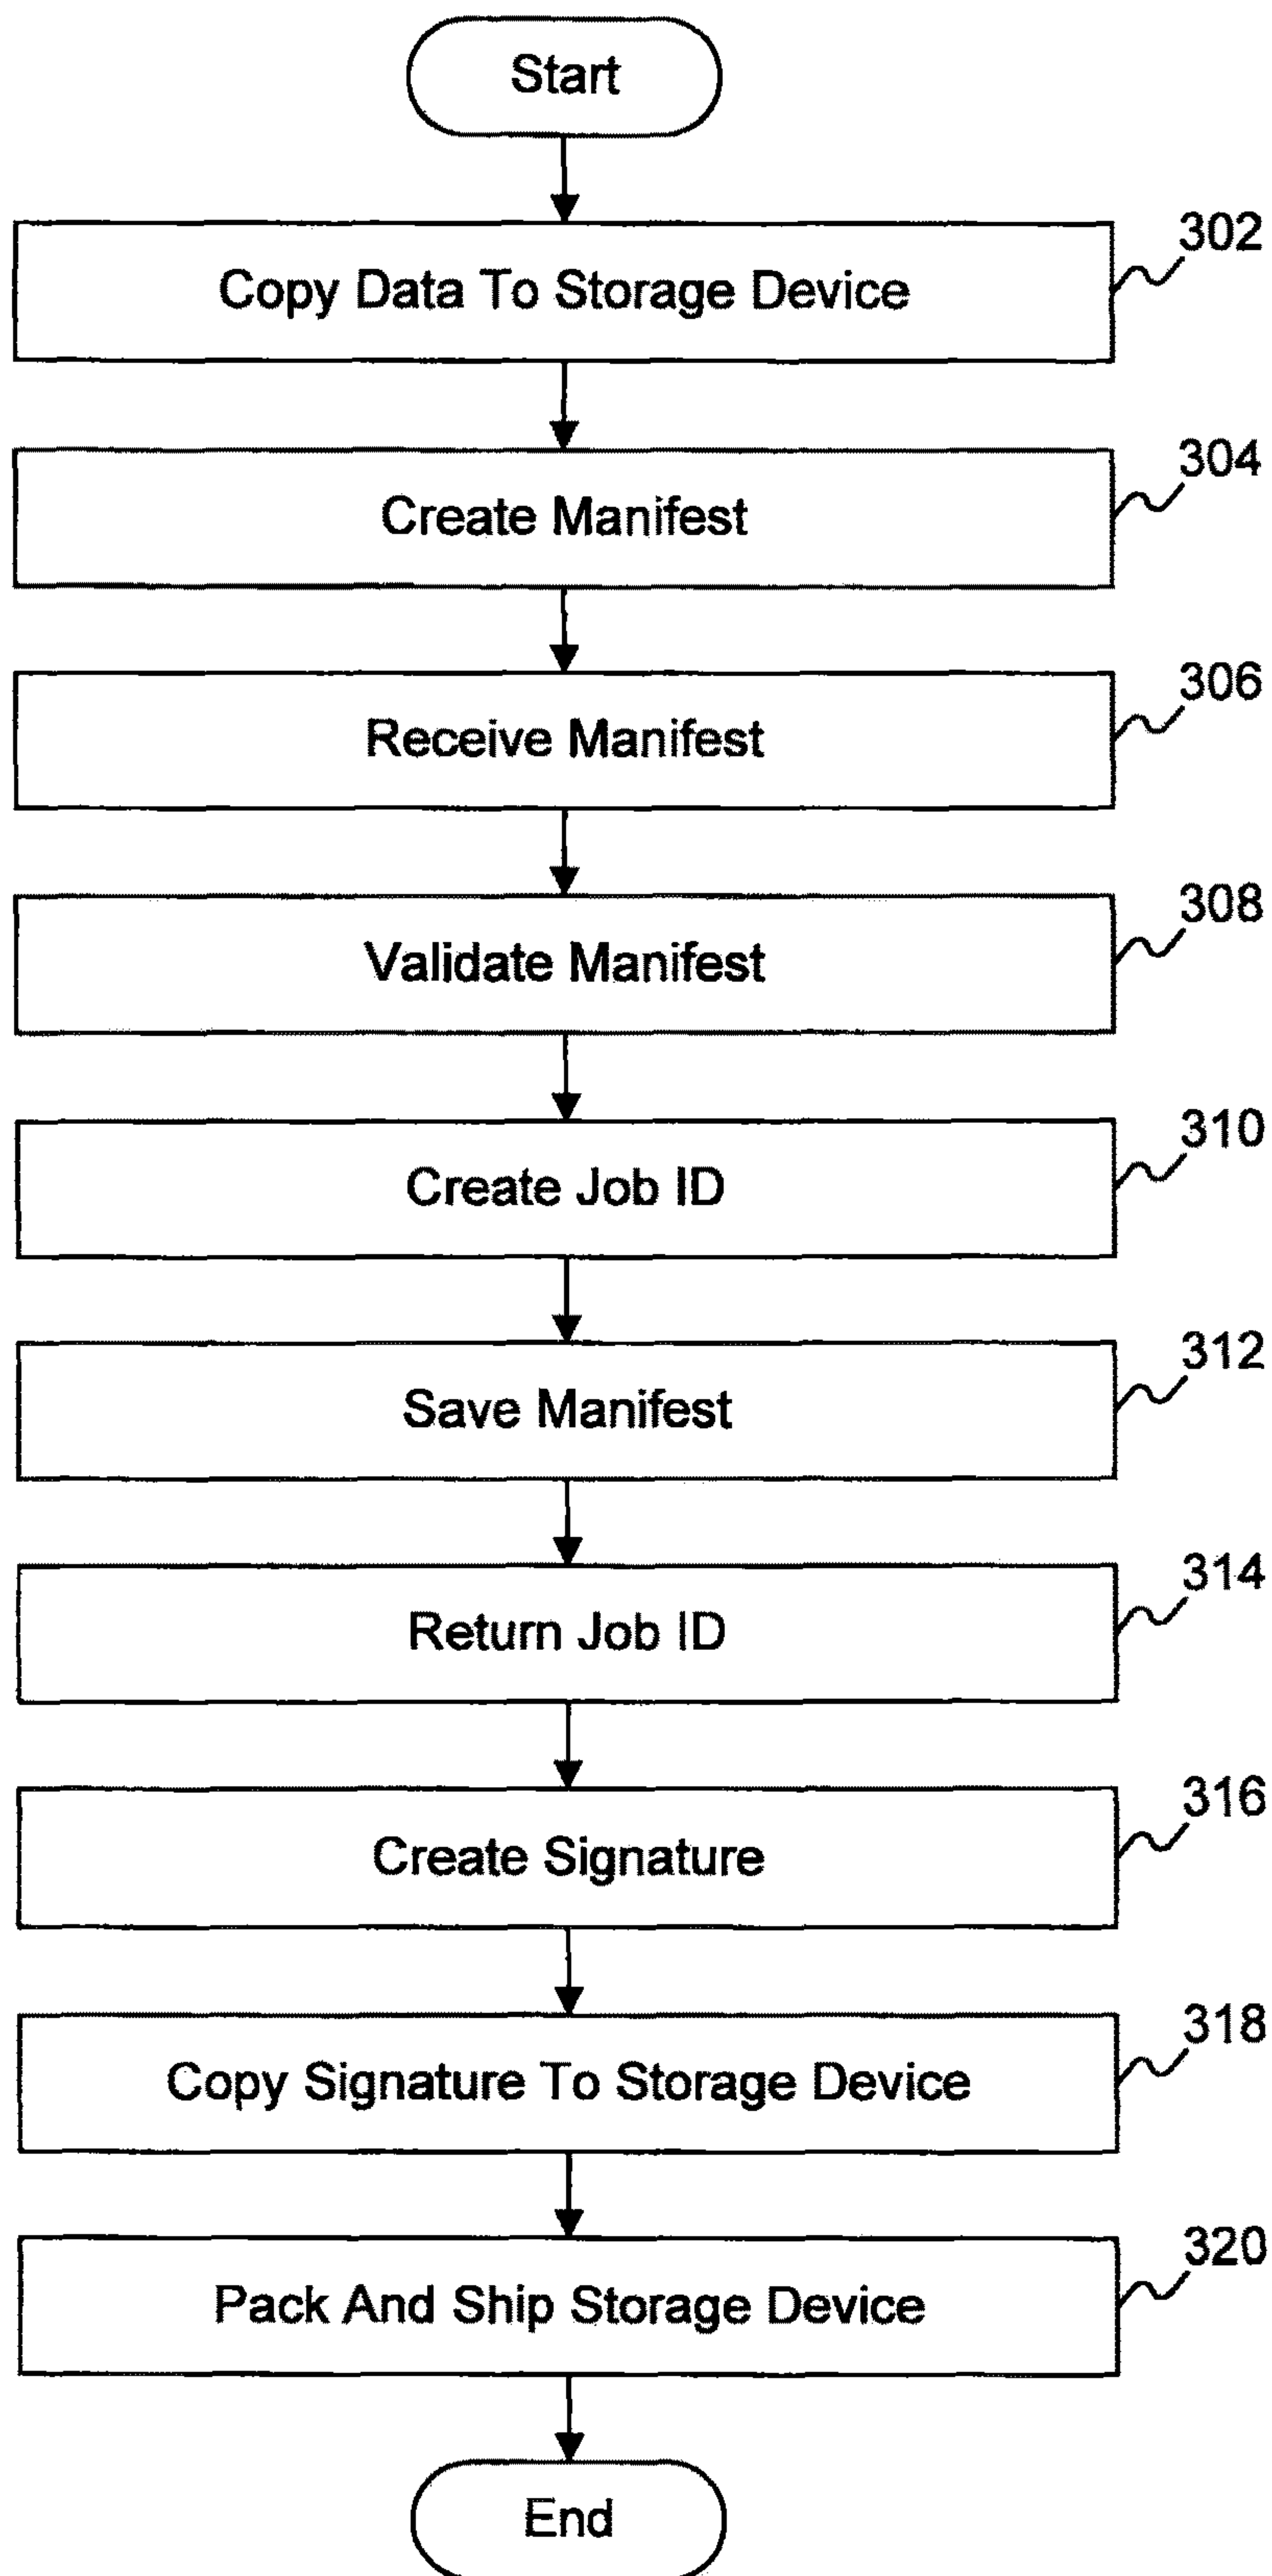 Start
302
Copy Data To Storage Device
304
Create Manifest
306
Receive Manifest
308
Validate Manifest
310
Create Job ID
312
Save Manifest
314
Return Job ID
316
Create Signature
318
Copy Signature To Storage Device
320
Pack And Ship Storage Device
End